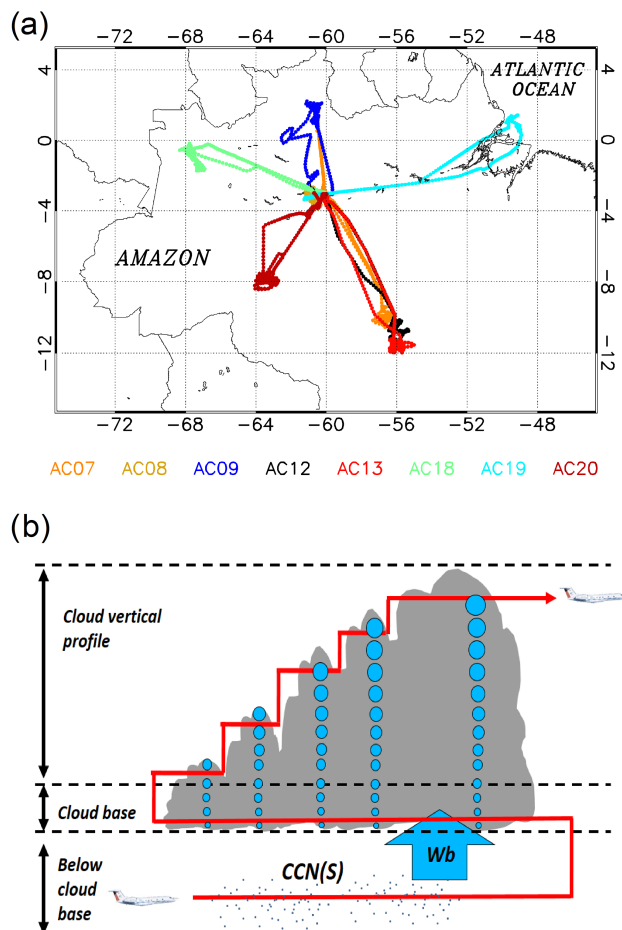 (a)
−72 −68 −64 −60 −56 −52 −48
4 ATLANTIC 4
OCEAN
0 0
−4 −4
AMAZON
−8 −8
−12 −12
−72 −68 −64 −60 −56 −52 −48
AC07 AC08 AC09 AC12 AC13 AC18 AC19 AC20
(b)
Cloud vertical
profile
Cloud base
Below
cloud
base
CCN(S)
Wb